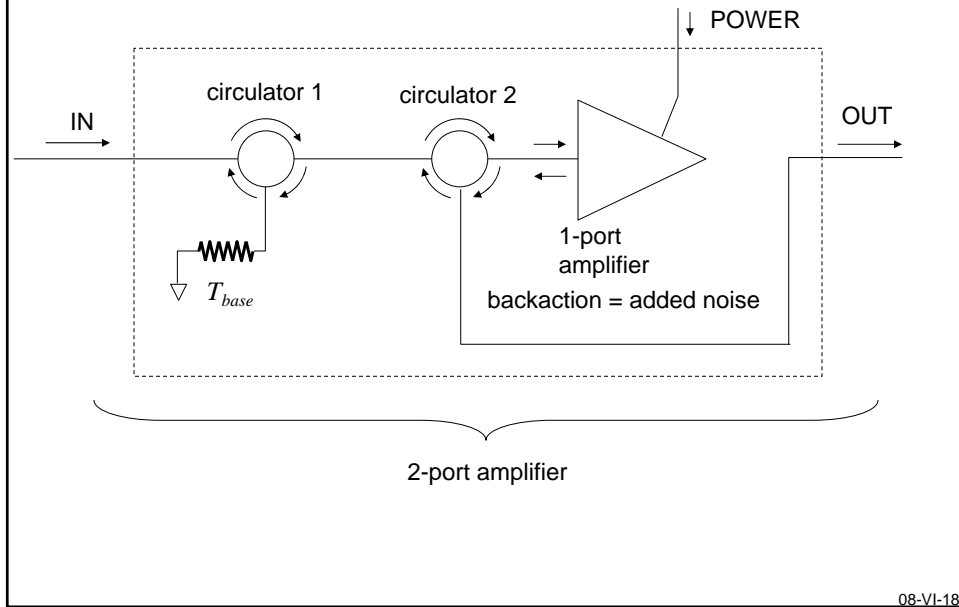 POWER
circulator 1
circulator 2
IN
OUT
1-port
amplifier
T_base
backaction = added noise
2-port amplifier
08-VI-18